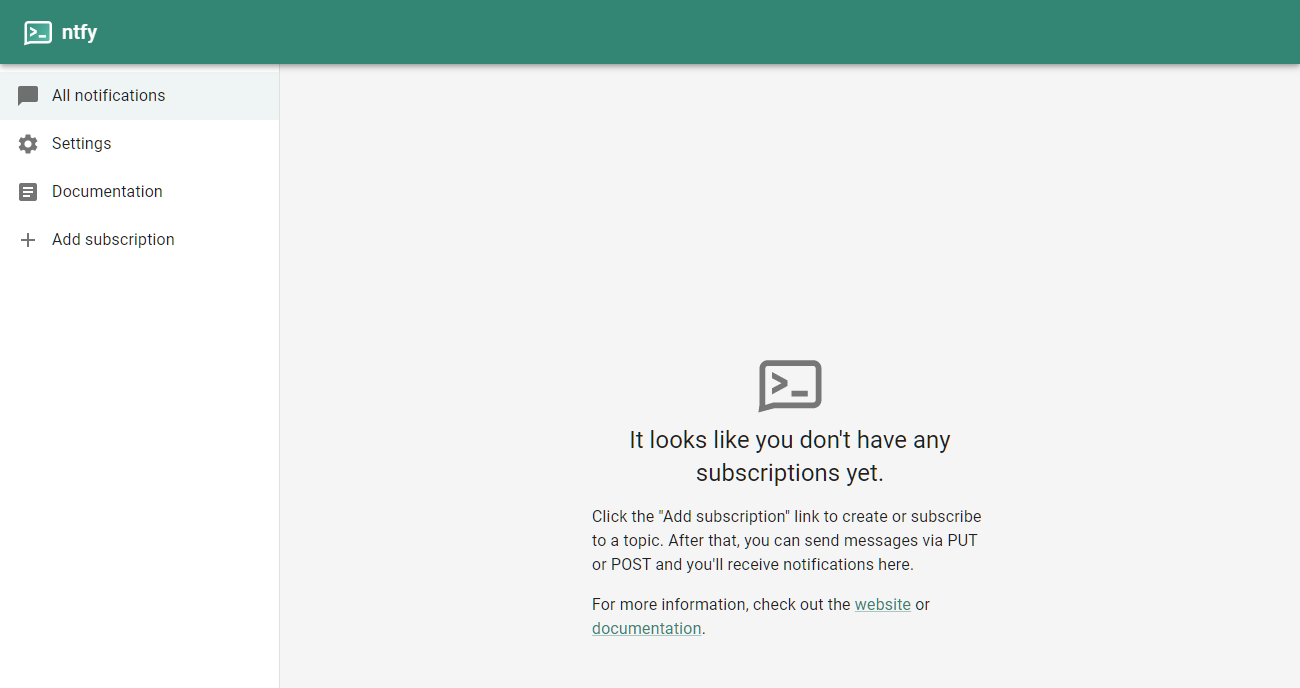 ntfy
All notifications
Settings
Documentation
Add subscription
It looks like you don't have any
subscriptions yet.
Click the "Add subscription" link to create or subscribe
to a topic. After that, you can send messages via PUT
or POST and you'll receive notifications here.
For more information, check out the website or
documentation.